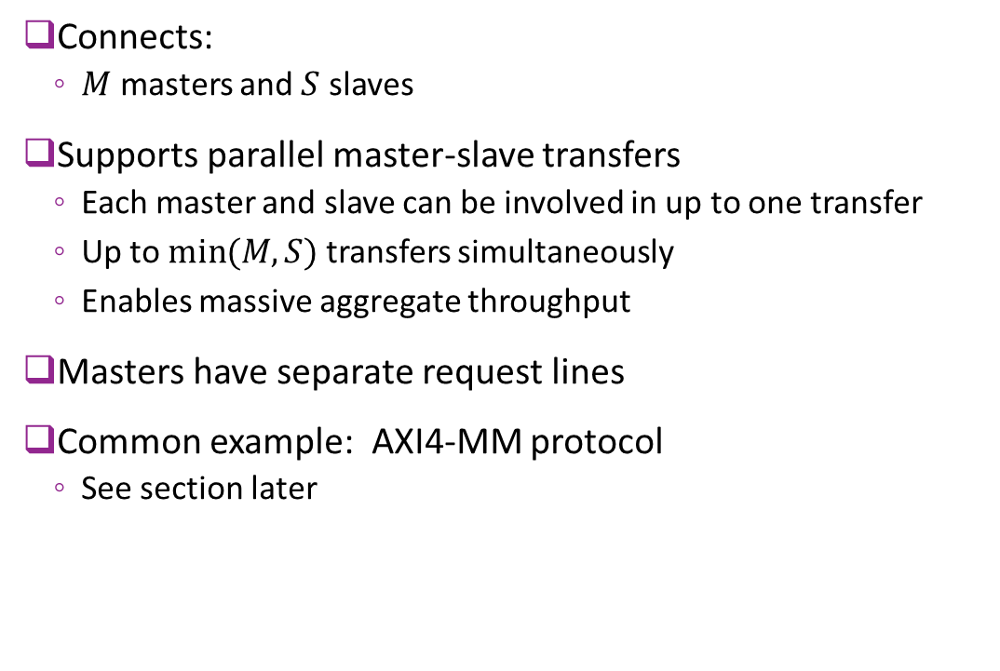 ❑Connects:
◦ M masters and S slaves
❑Supports parallel master-slave transfers
◦ Each master and slave can be involved in up to one transfer
◦ Up to min(M, S) transfers simultaneously
◦ Enables massive aggregate throughput
❑Masters have separate request lines
❑Common example: AXI4-MM protocol
◦ See section later